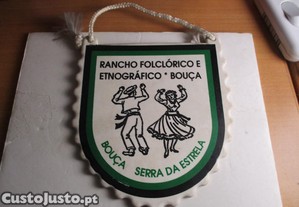 RANCHO FOLCLÓRICO E
ETNOGRÁFICO * BOUÇA
BOUÇA SERRA DA ESTRELA
CustoJusto.pt